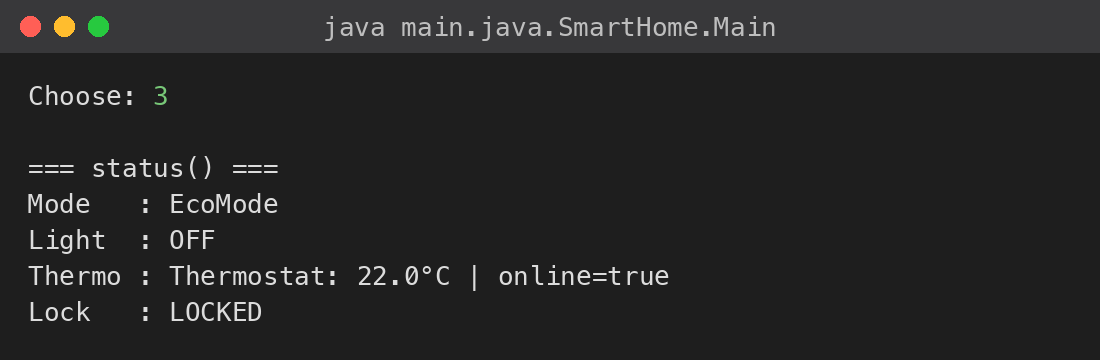 java main.java.SmartHome.Main
Choose: 3
=== status() ===
Mode   : EcoMode
Light  : OFF
Thermo : Thermostat: 22.0°C | online=true
Lock   : LOCKED